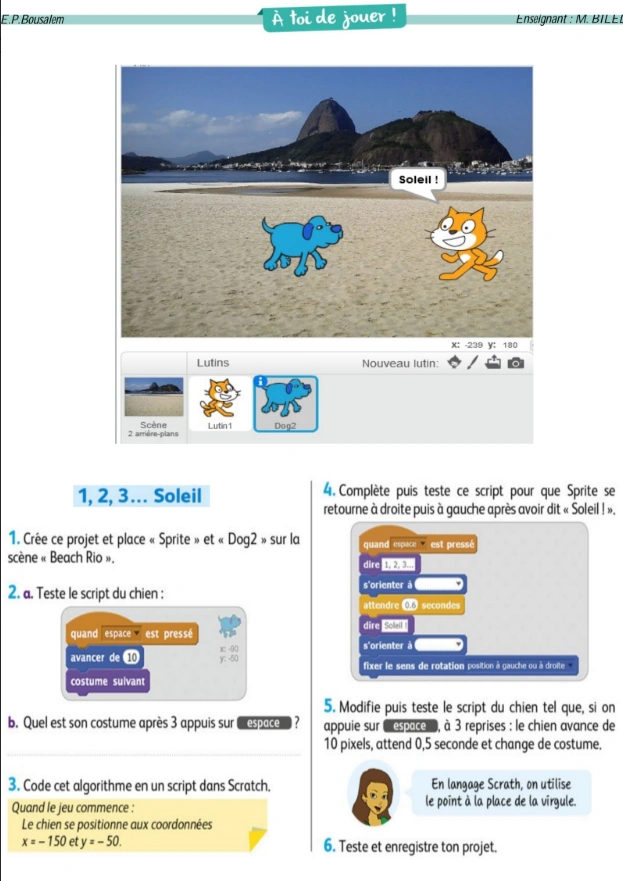 E.P.Bousalem
À toi de jouer !
Enseignant : M. BILEL
Soleil !
x: -239 y: 180
Lutins
Nouveau lutin:
Scène
2 arrière-plans
Lutin1
Dog2
1, 2, 3... Soleil
1. Crée ce projet et place « Sprite » et « Dog2 » sur la
scène « Beach Rio ».
2. a. Teste le script du chien :
quand espace est pressé
avancer de 10
costume suivant
x: -90
y: -50
b. Quel est son costume après 3 appuis sur espace ?
3. Code cet algorithme en un script dans Scratch.
Quand le jeu commence :
Le chien se positionne aux coordonnées
x = – 150 et y = – 50.
4. Complète puis teste ce script pour que Sprite se
retourne à droite puis à gauche après avoir dit « Soleil ! ».
quand espace est pressé
dire 1, 2, 3...
s'orienter à
attendre 0.6 secondes
dire Soleil !
s'orienter à
fixer le sens de rotation position à gauche ou à droite
5. Modifie puis teste le script du chien tel que, si on
appuie sur espace, à 3 reprises : le chien avance de
10 pixels, attend 0,5 seconde et change de costume.
En langage Scrath, on utilise
le point à la place de la virgule.
6. Teste et enregistre ton projet.